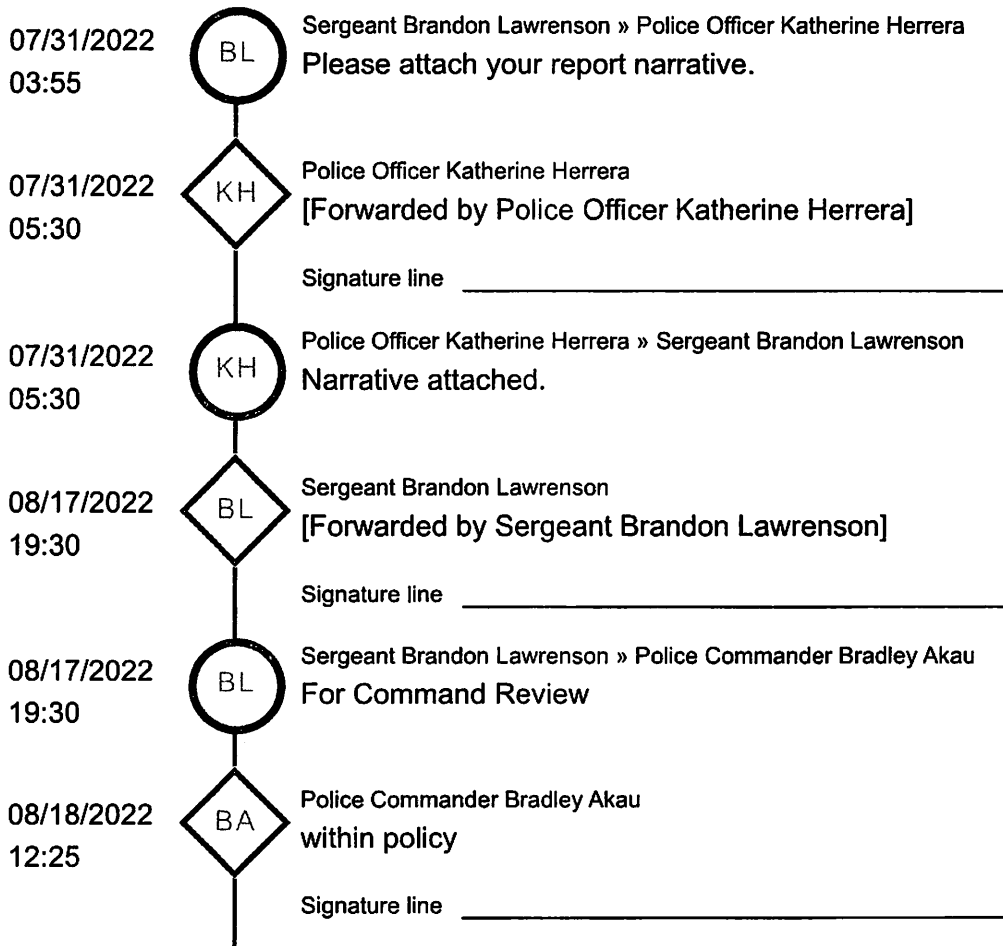 07/31/2022
03:55
BL
Sergeant Brandon Lawrenson » Police Officer Katherine Herrera
Please attach your report narrative.
07/31/2022
05:30
KH
Police Officer Katherine Herrera
[Forwarded by Police Officer Katherine Herrera]
Signature line
07/31/2022
05:30
KH
Police Officer Katherine Herrera » Sergeant Brandon Lawrenson
Narrative attached.
08/17/2022
19:30
BL
Sergeant Brandon Lawrenson
[Forwarded by Sergeant Brandon Lawrenson]
Signature line
08/17/2022
19:30
BL
Sergeant Brandon Lawrenson » Police Commander Bradley Akau
For Command Review
08/18/2022
12:25
BA
Police Commander Bradley Akau
within policy
Signature line